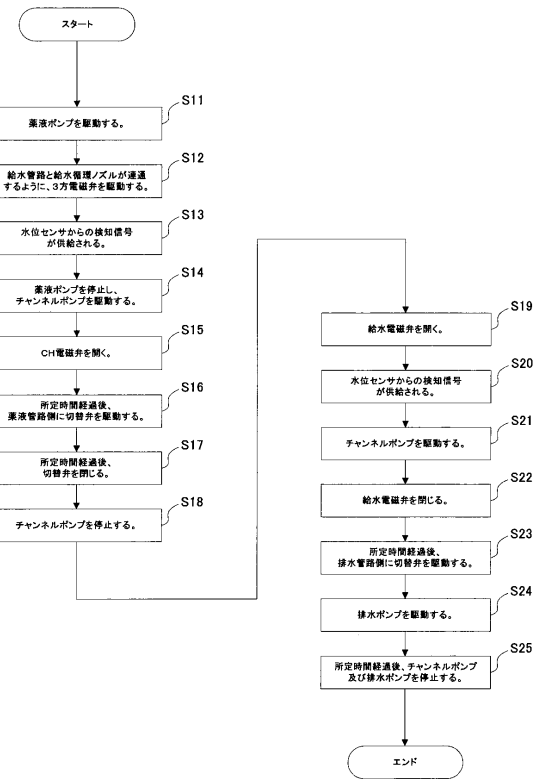 スタート
S11
薬液ポンプを駆動する。
S12
給水管路と給水循環ノズルが連通
するように、3方電磁弁を駆動する。
S13
水位センサからの検知信号
が供給される。
S14
薬液ポンプを停止し、
チャンネルポンプを駆動する。
S15
CH電磁弁を開く。
S16
所定時間経過後、
薬液管路側に切替弁を駆動する。
S17
所定時間経過後、
切替弁を閉じる。
S18
チャンネルポンプを停止する。
S19
給水電磁弁を開く。
S20
水位センサからの検知信号
が供給される。
S21
チャンネルポンプを駆動する。
S22
給水電磁弁を閉じる。
S23
所定時間経過後、
排水管路側に切替弁を駆動する。
S24
排水ポンプを駆動する。
S25
所定時間経過後、チャンネルポンプ
及び排水ポンプを停止する。
エンド